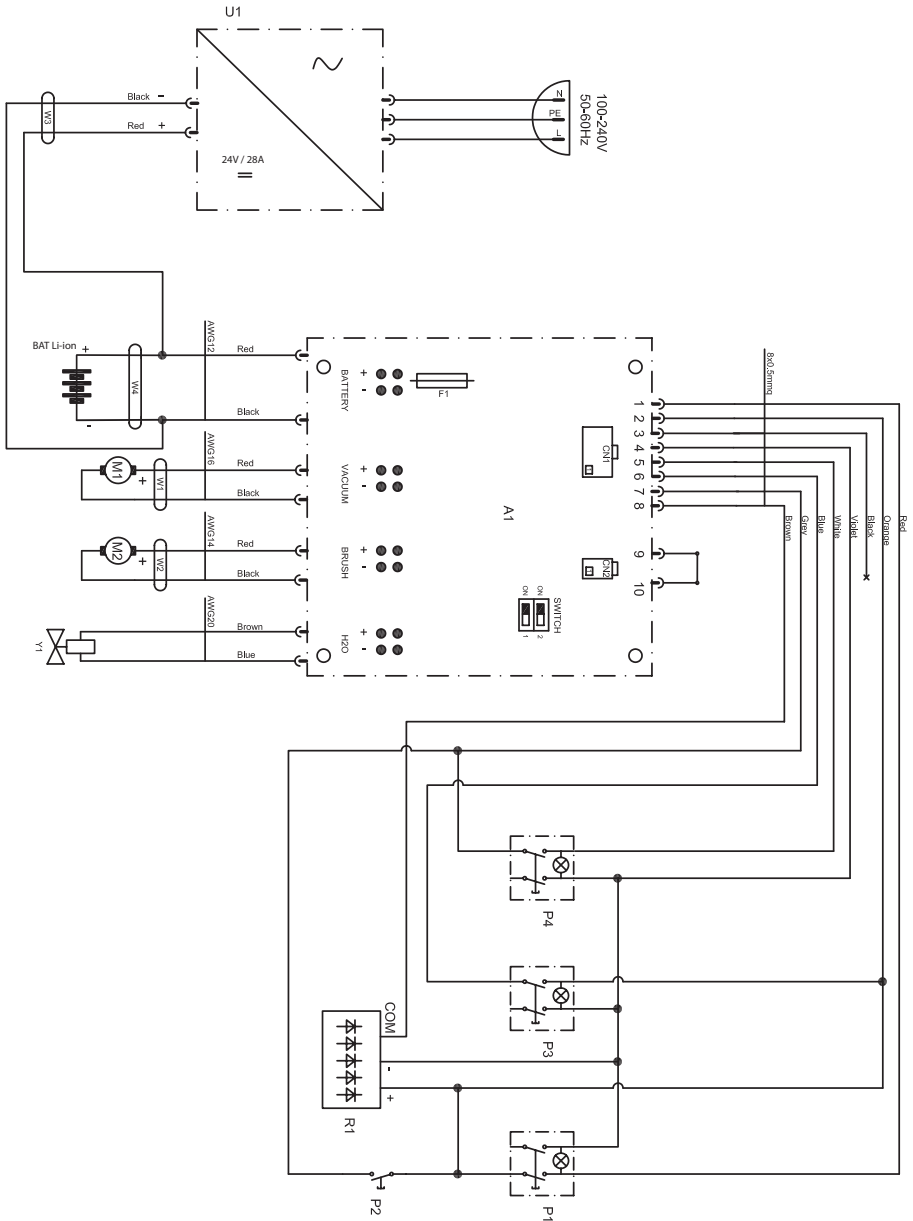 U1
100-240V
50-60Hz
N
PE
L
Black -
Red +
W3
24V / 28A
BAT Li-ion
+
-
W4
AWG12
Red
Black
BATTERY
+
-
F1
M1
+
W1
AWG16
Red
Black
VACUUM
+
-
M2
+
W2
AWG14
Red
Black
BRUSH
+
-
Y1
AWG20
Brown
Blue
H2O
+
-
A1
CN1
1
CN2
1
SWITCH
ON
ON
1
2
1
2
3
4
5
6
7
8
9
10
8x0.5mmq
Brown
Grey
Blue
White
Violet
Black
Orange
Red
P4
P3
COM
-
+
R1
P2
P1